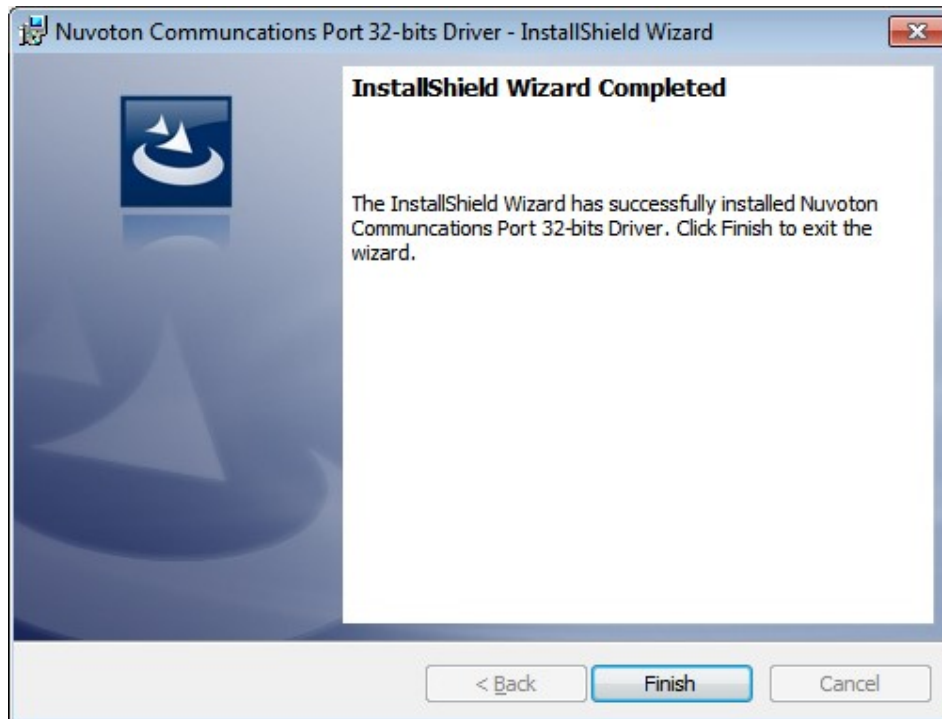 Nuvoton Communcations Port 32-bits Driver - InstallShield Wizard
InstallShield Wizard Completed
The InstallShield Wizard has successfully installed Nuvoton
Communcations Port 32-bits Driver. Click Finish to exit the
wizard.
< Back
Finish
Cancel